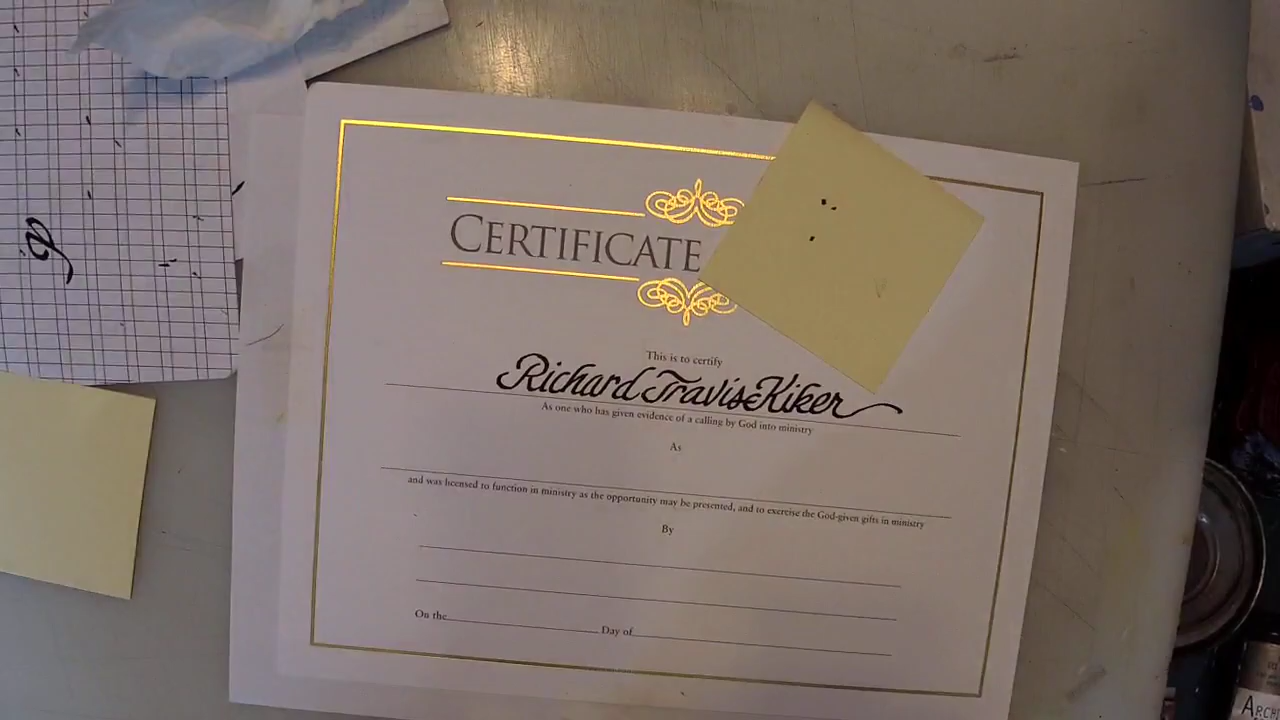 CERTIFICATE
This is to certify
Richard Travis Kiker
As one who has given evidence of a calling by God into ministry
As
and was licensed to function in ministry as the opportunity may be presented, and to exercise the God-given gifts in ministry
By
On the Day of